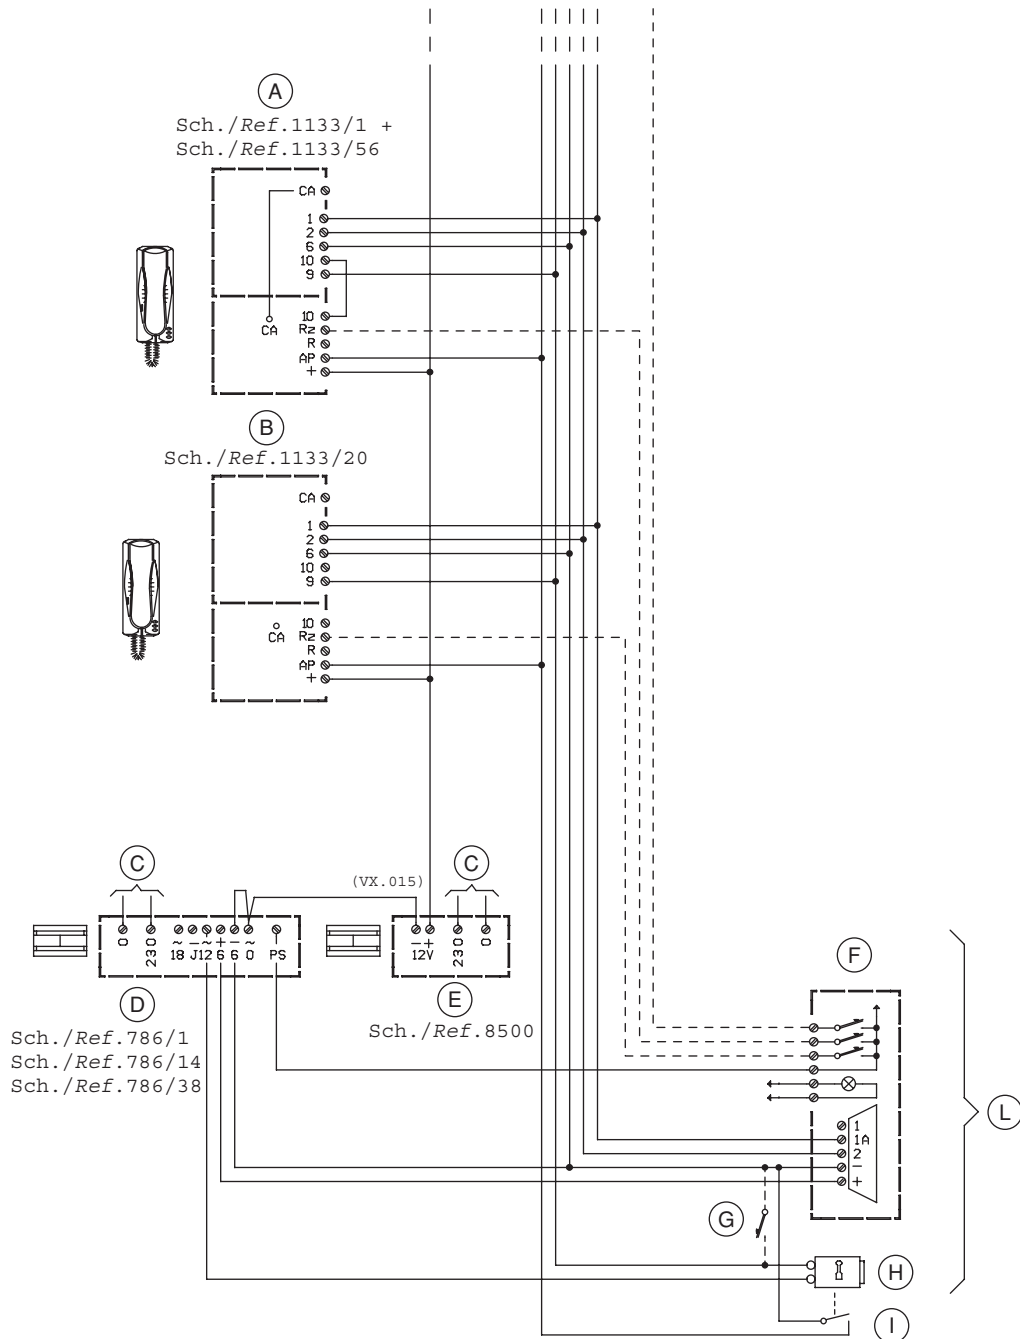 A
Sch./Ref.1133/1 +
Sch./Ref.1133/56
CA
1
2
6
10
9
CA
10
Rz
R
AP
+
B
Sch./Ref.1133/20
CA
1
2
6
10
9
CA
10
Rz
R
AP
+
C
(VX.015)
C
0
230
~ 18
– J
~ 12
+ 6
– 6
~ 0
PS
– +
12V
230
0
D
Sch./Ref.786/1
Sch./Ref.786/14
Sch./Ref.786/38
E
Sch./Ref.8500
F
1
1A
2
–
+
L
G
H
I